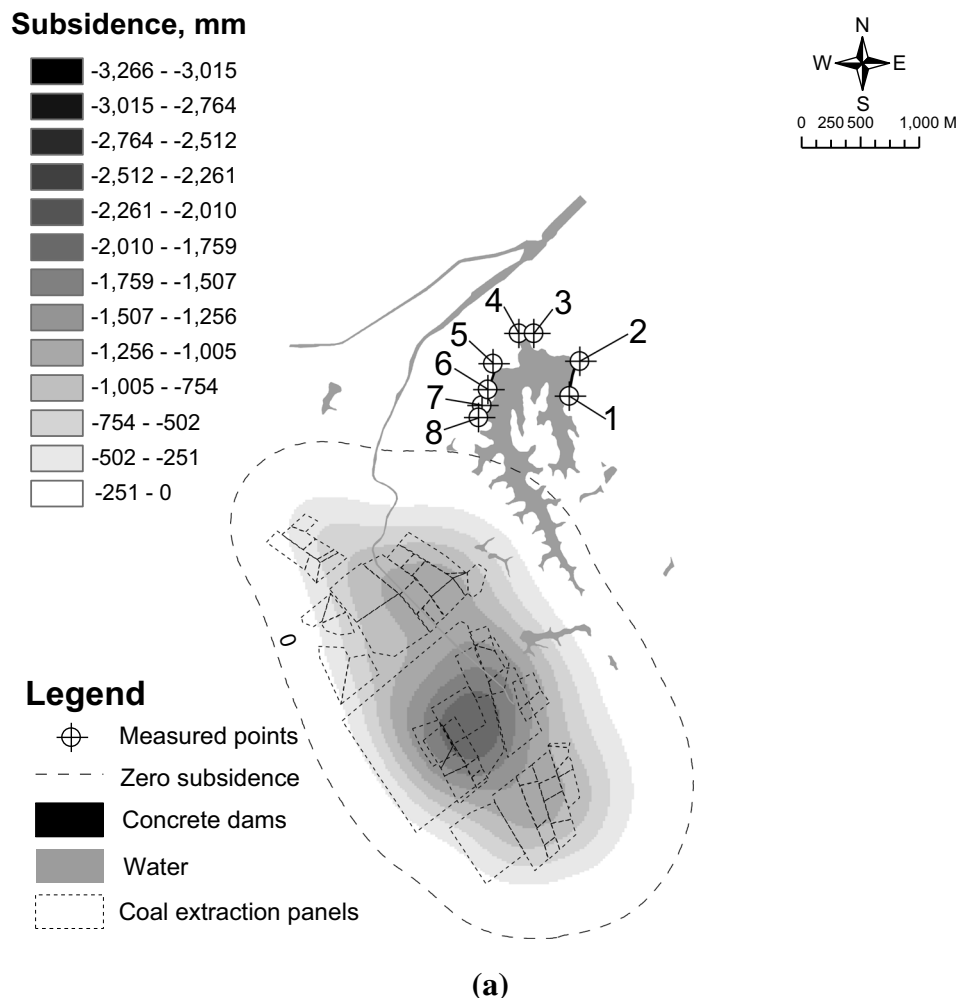 Subsidence, mm
-3,266 - -3,015
-3,015 - -2,764
-2,764 - -2,512
-2,512 - -2,261
-2,261 - -2,010
-2,010 - -1,759
-1,759 - -1,507
-1,507 - -1,256
-1,256 - -1,005
-1,005 - -754
-754 - -502
-502 - -251
-251 - 0
N
W E
S
0 250 500 1,000 M
4 3
5 2
6
7 1
8
0
Legend
Measured points
Zero subsidence
Concrete dams
Water
Coal extraction panels
(a)